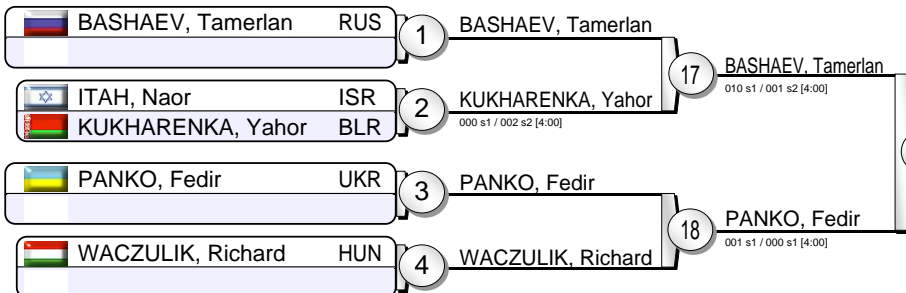 BASHAEV, Tamerlan RUS
1
BASHAEV, Tamerlan
ITAH, Naor ISR
KUKHARENKA, Yahor BLR
2
KUKHARENKA, Yahor
000 s1 / 002 s2 [4:00]
17
BASHAEV, Tamerlan
010 s1 / 001 s2 [4:00]
PANKO, Fedir UKR
3
PANKO, Fedir
WACZULIK, Richard HUN
4
WACZULIK, Richard
18
PANKO, Fedir
001 s1 / 000 s1 [4:00]